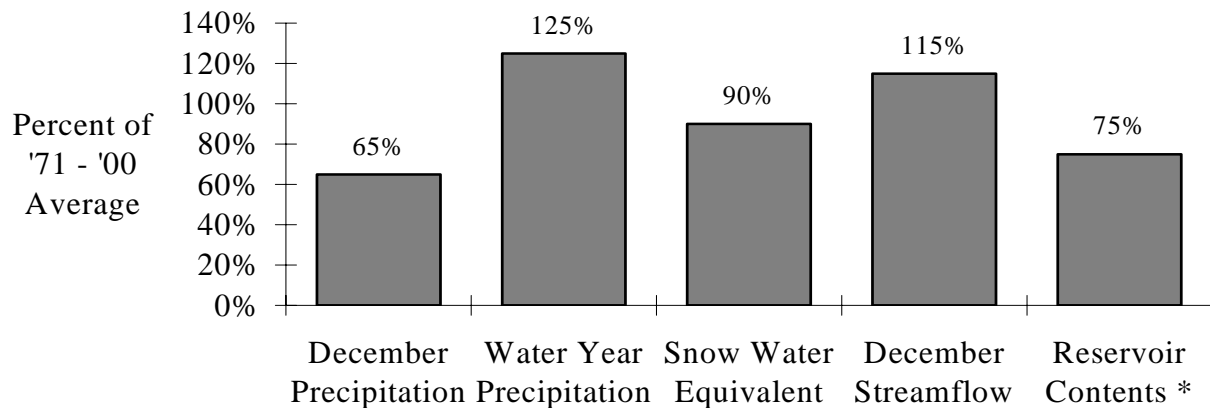 Percent of
'71 - '00
Average
140%
120%
100%
80%
60%
40%
20%
0%
65%
125%
90%
115%
75%
December
Precipitation
Water Year
Precipitation
Snow Water
Equivalent
December
Streamflow
Reservoir
Contents *